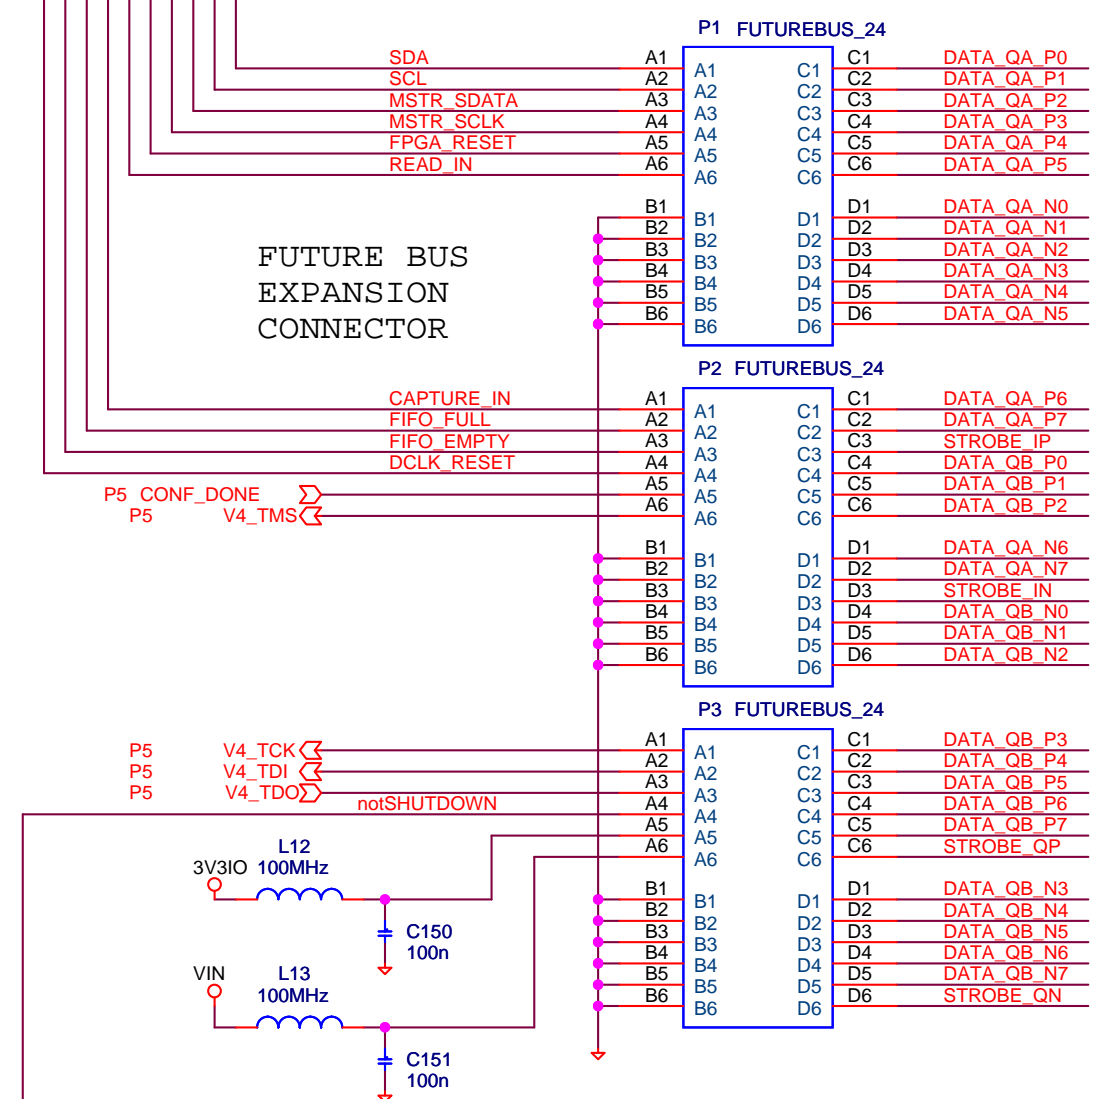 P1 FUTUREBUS_24
SDA A1 A1 C1 C1 DATA_QA_P0
SCL A2 A2 C2 C2 DATA_QA_P1
MSTR_SDATA A3 A3 C3 C3 DATA_QA_P2
MSTR_SCLK A4 A4 C4 C4 DATA_QA_P3
FPGA_RESET A5 A5 C5 C5 DATA_QA_P4
READ_IN A6 A6 C6 C6 DATA_QA_P5
B1 B1 D1 D1 DATA_QA_N0
B2 B2 D2 D2 DATA_QA_N1
B3 B3 D3 D3 DATA_QA_N2
B4 B4 D4 D4 DATA_QA_N3
B5 B5 D5 D5 DATA_QA_N4
B6 B6 D6 D6 DATA_QA_N5
FUTURE BUS
EXPANSION
CONNECTOR
P2 FUTUREBUS_24
CAPTURE_IN A1 A1 C1 C1 DATA_QA_P6
FIFO_FULL A2 A2 C2 C2 DATA_QA_P7
FIFO_EMPTY A3 A3 C3 C3 STROBE_IP
DCLK_RESET A4 A4 C4 C4 DATA_QB_P0
P5 CONF_DONE A5 A5 C5 C5 DATA_QB_P1
P5 V4_TMS A6 A6 C6 C6 DATA_QB_P2
B1 B1 D1 D1 DATA_QA_N6
B2 B2 D2 D2 DATA_QA_N7
B3 B3 D3 D3 STROBE_IN
B4 B4 D4 D4 DATA_QB_N0
B5 B5 D5 D5 DATA_QB_N1
B6 B6 D6 D6 DATA_QB_N2
P3 FUTUREBUS_24
P5 V4_TCK A1 A1 C1 C1 DATA_QB_P3
P5 V4_TDI A2 A2 C2 C2 DATA_QB_P4
P5 V4_TDO A3 A3 C3 C3 DATA_QB_P5
notSHUTDOWN A4 A4 C4 C4 DATA_QB_P6
A5 A5 C5 C5 DATA_QB_P7
A6 A6 C6 C6 STROBE_QP
L12
3V3IO 100MHz
B1 B1 D1 D1 DATA_QB_N3
B2 B2 D2 D2 DATA_QB_N4
B3 B3 D3 D3 DATA_QB_N5
B4 B4 D4 D4 DATA_QB_N6
B5 B5 D5 D5 DATA_QB_N7
B6 B6 D6 D6 STROBE_QN
C150
100n
VIN L13
100MHz
C151
100n